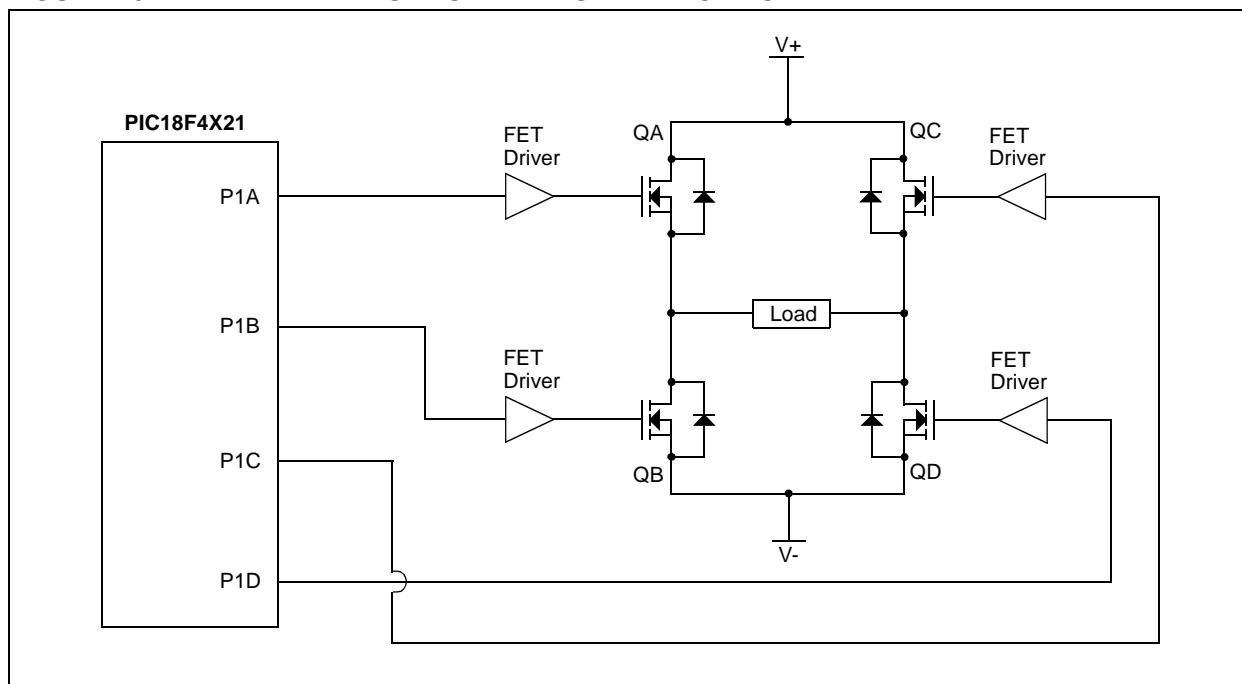 V+
PIC18F4X21
FET
Driver
QA
QC
FET
Driver
P1A
Load
P1B
FET
Driver
FET
Driver
P1C
QB
QD
V-
P1D